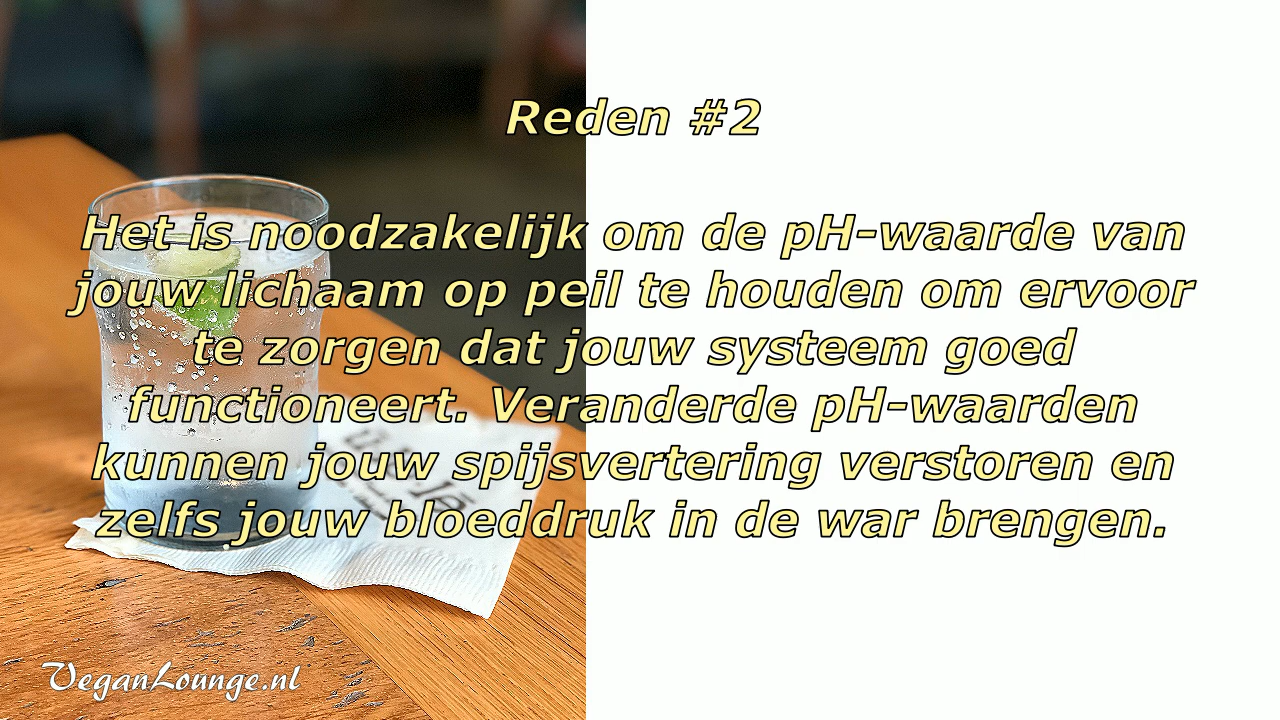 Reden #2
Het is noodzakelijk om de pH-waarde van
jouw lichaam op peil te houden om ervoor
te zorgen dat jouw systeem goed
functioneert. Veranderde pH-waarden
kunnen jouw spijsvertering verstoren en
zelfs jouw bloeddruk in de war brengen.
VeganLounge.nl